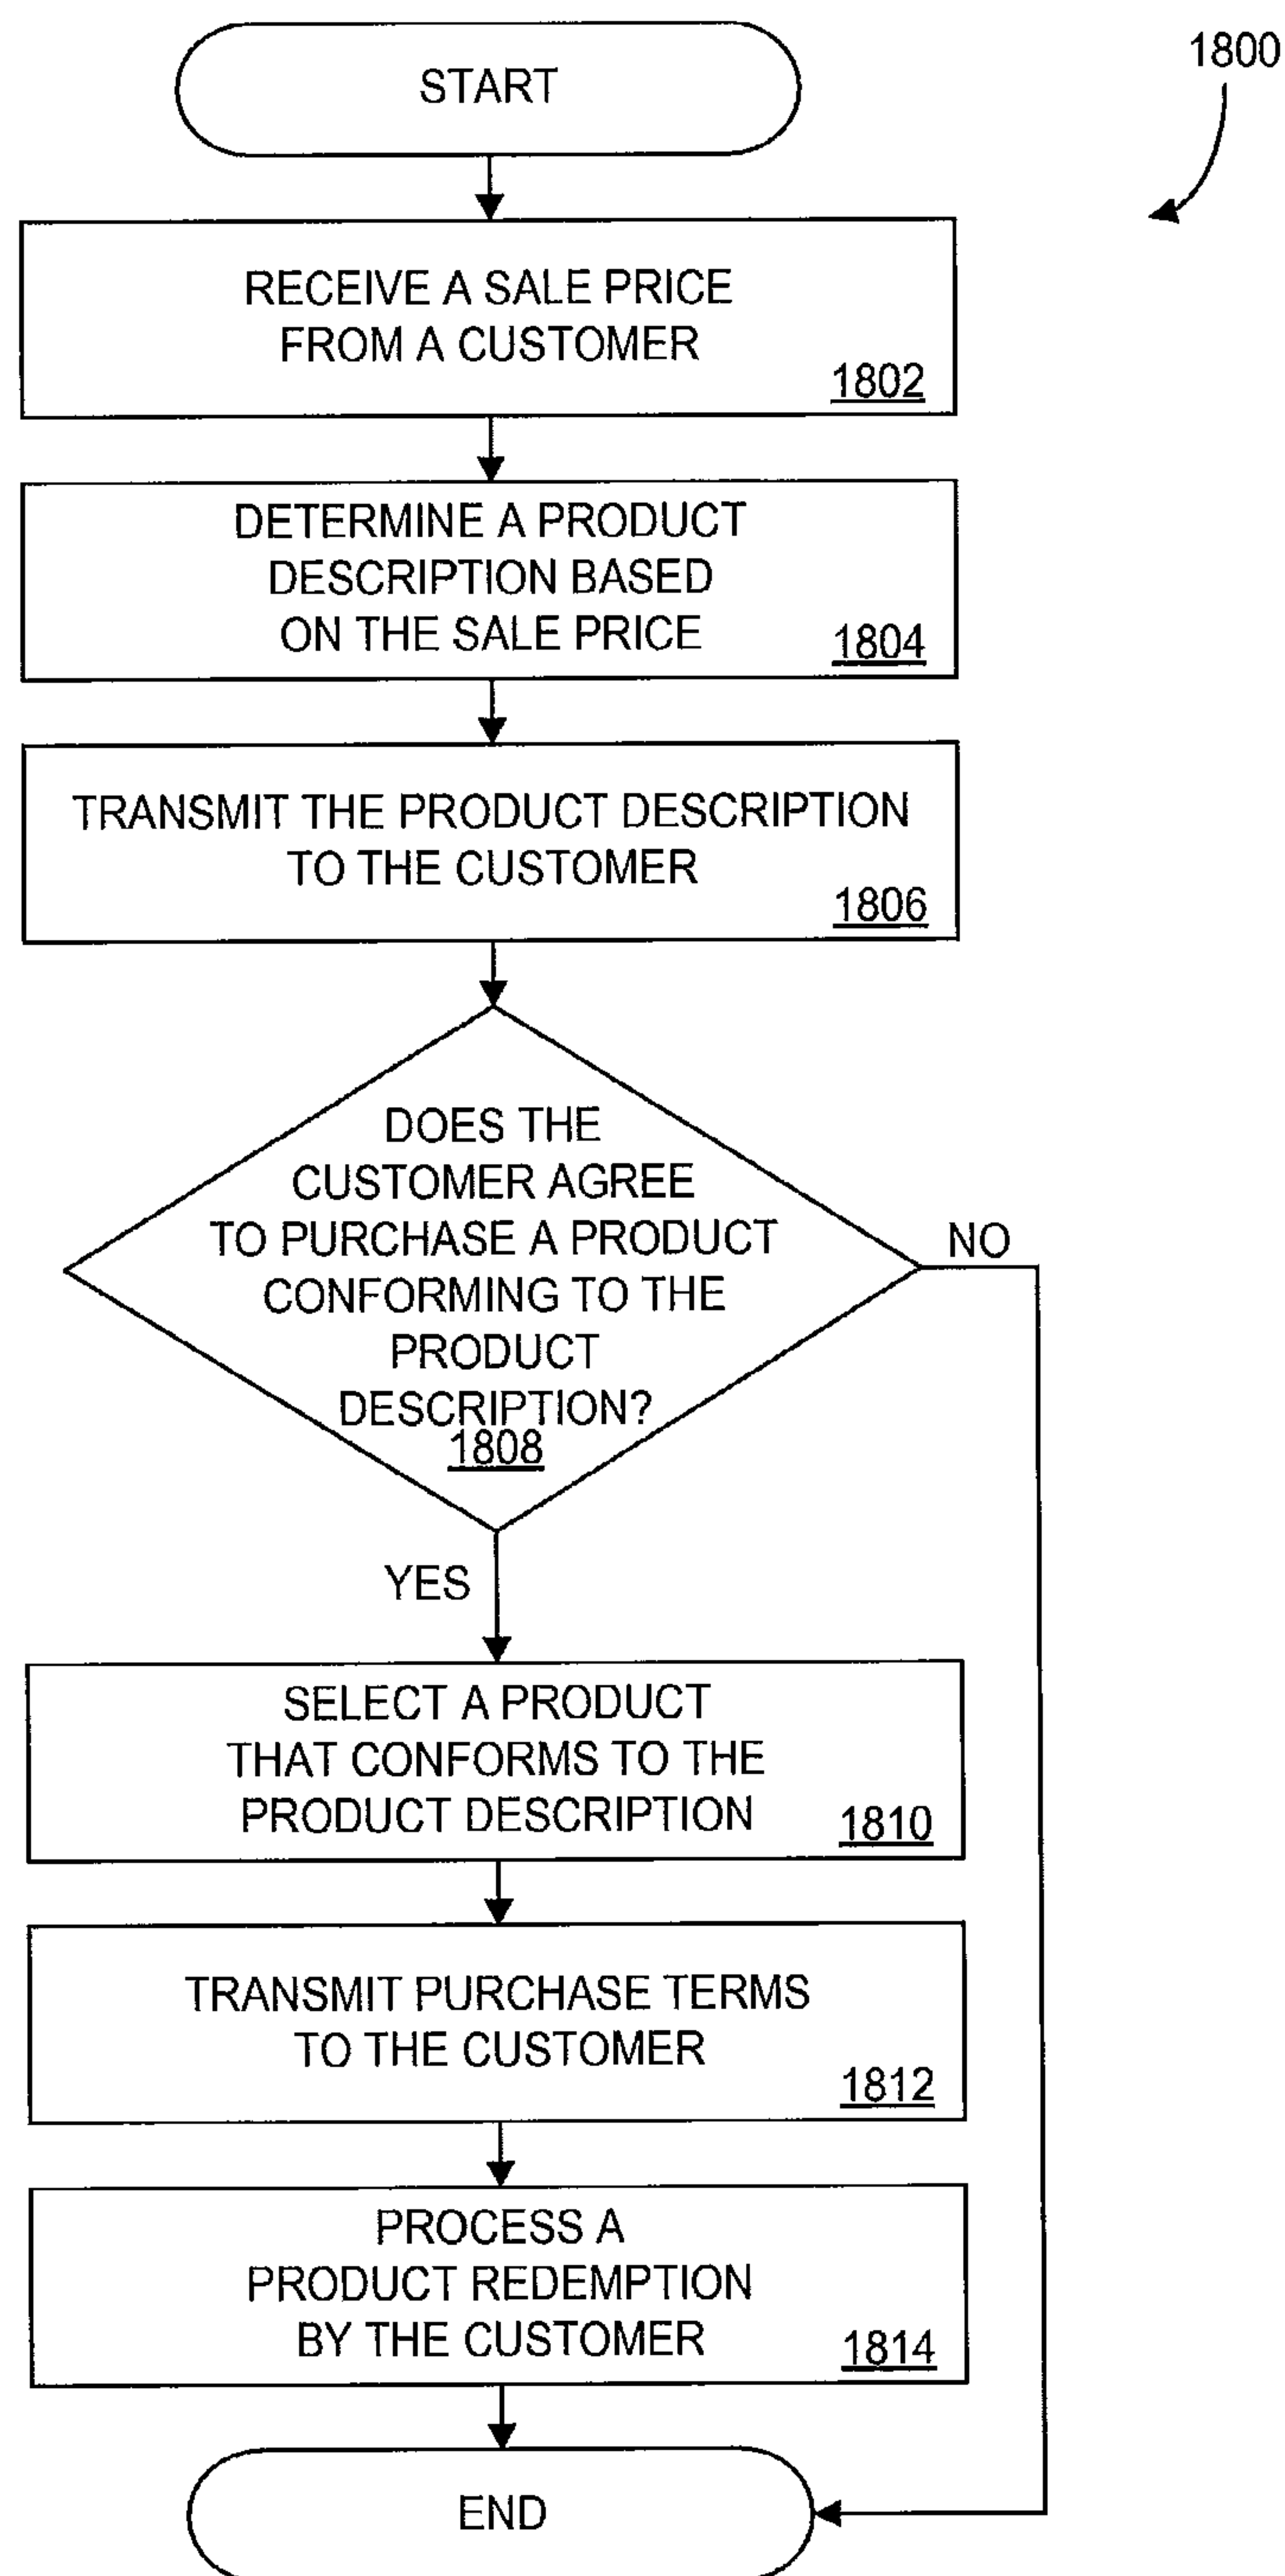 START
1800
RECEIVE A SALE PRICE
FROM A CUSTOMER
1802
DETERMINE A PRODUCT
DESCRIPTION BASED
ON THE SALE PRICE
1804
TRANSMIT THE PRODUCT DESCRIPTION
TO THE CUSTOMER
1806
DOES THE
CUSTOMER AGREE
TO PURCHASE A PRODUCT
CONFORMING TO THE
PRODUCT
DESCRIPTION?
1808
NO
YES
SELECT A PRODUCT
THAT CONFORMS TO THE
PRODUCT DESCRIPTION
1810
TRANSMIT PURCHASE TERMS
TO THE CUSTOMER
1812
PROCESS A
PRODUCT REDEMPTION
BY THE CUSTOMER
1814
END